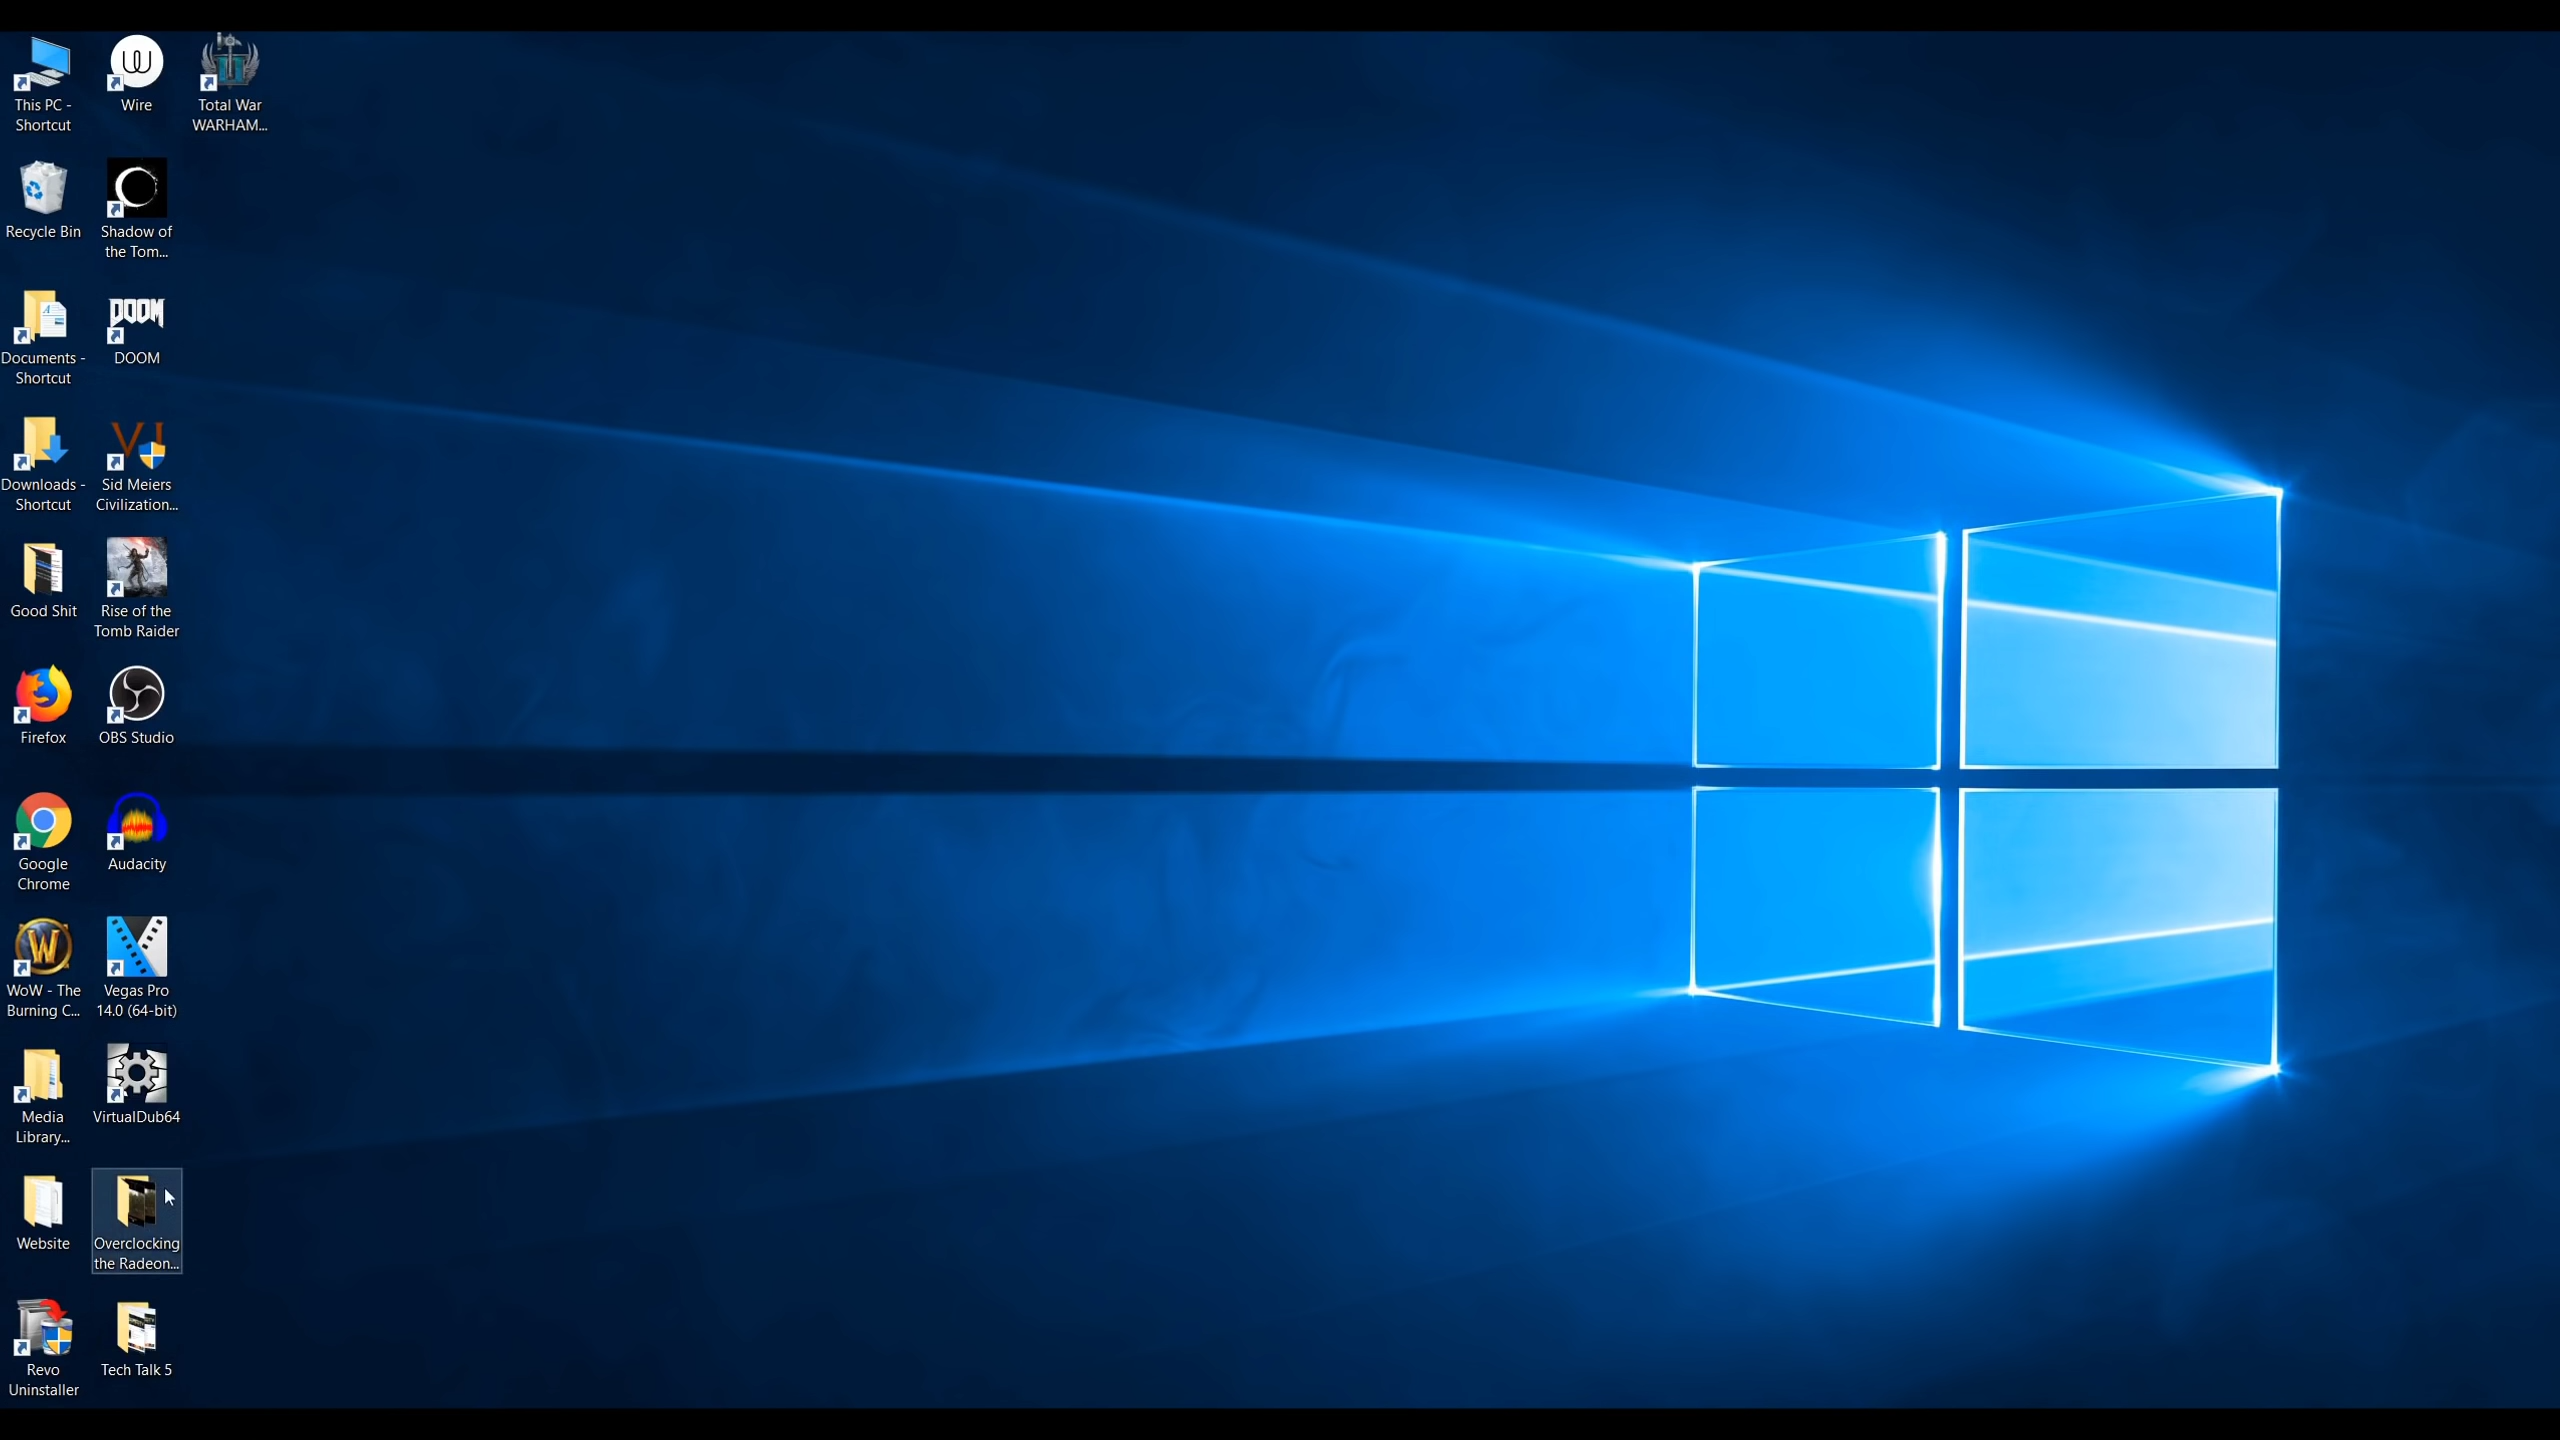 This PC -
Shortcut
Recycle Bin
Documents -
Shortcut
Downloads -
Shortcut
Good Shit
Firefox
Google
Chrome
WoW - The
Burning C...
Media
Library...
Website
Revo
Uninstaller
Wire
Shadow of
the Tom...
DOOM
DOOM
VI
Sid Meiers
Civilization...
Rise of the
Tomb Raider
OBS Studio
Audacity
Vegas Pro
14.0 (64-bit)
VirtualDub64
Overclocking
the Radeon...
Tech Talk 5
Total War
WARHAM...